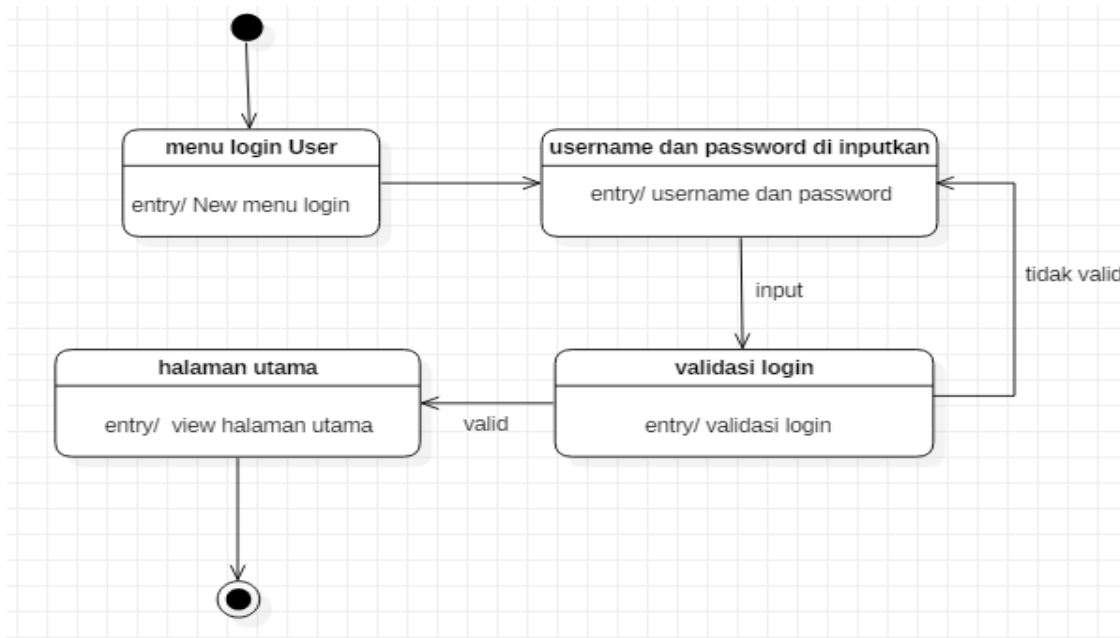 menu login User
entry/ New menu login
username dan password di inputkan
entry/ username dan password
tidak valid
input
validasi login
entry/ validasi login
valid
halaman utama
entry/ view halaman utama